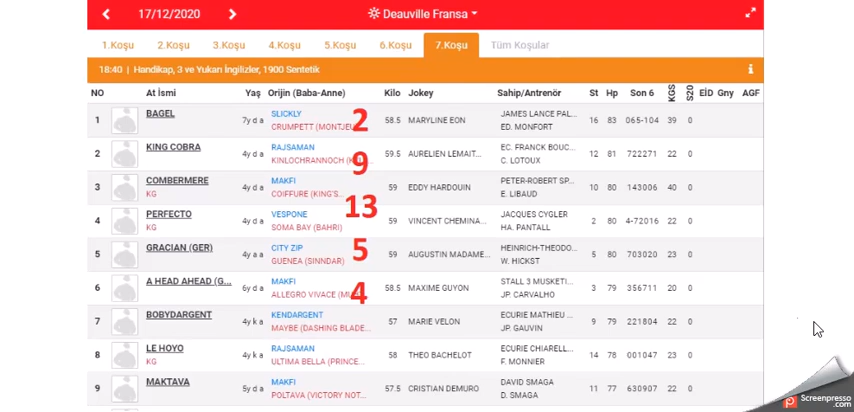 17/12/2020
Deauville Fransa
1.Koşu 2.Koşu 3.Koşu 4.Koşu 5.Koşu 6.Koşu 7.Koşu Tüm Koşular
18:40 | Handikap, 3 ve Yukarı İngilizler, 1900 Sentetik
NO At İsmi Yaş Orijin (Baba-Anne) Kilo Jokey Sahip/Antrenör St Hp Son 6 KGS S20 EİD Gny AGF
1 BAGEL 7y d a SLICKLY 58.5 MARYLINE EON JAMES LANCE PAL... 16 83 065-104 39 0
CRUMPETT ED. MONFORT
2
2 KING COBRA 4y d a RAJSAMAN 59.5 AURELIEN LEMAIT... EC. FRANCK BOUC... 12 81 722271 22 0
KINLOCHRANNOCH C. LOTOUX
9
3 COMBERMERE 4y d a MAKFI 59 EDDY HARDOUIN PETER-ROBERT SP... 10 80 143006 40 0
KG COIFFURE (KING'S... E. LIBAUD
13
4 PERFECTO 4y d a VESPONE 59 VINCENT CHEMINA... JACQUES CYGLER 2 80 4-72016 22 0
KG SOMA BAY (BAHRI) HA. PANTALL
5 GRACIAN (GER) 4y a a CITY ZIP 59 AUGUSTIN MADAME... HEINRICH-THEODO... 5 80 703020 23 0
GUENEA (SINNDAR) W. HICKST
5
6 A HEAD AHEAD (G... 6y d a MAKFI 58.5 MAXIME GUYON STALL 3 MUSKETI... 3 79 356711 20 0
ALLEGRO VIVACE JP. CARVALHO
4
7 BOBYDARGENT 4y k a KENDARGENT 57 MARIE VELON ECURIE MATHIEU ... 9 79 221804 22 0
MAYBE (DASHING BLADE... JP. GAUVIN
8 LE HOYO 4y k a RAJSAMAN 58 THEO BACHELOT ECURIE CHIARELL... 14 78 001047 23 0
KG ULTIMA BELLA (PRINCE... F. MONNIER
9 MAKTAVA 5y d a MAKFI 57.5 CRISTIAN DEMURO DAVID SMAGA 11 77 630907 22 0
POLTAVA (VICTORY NOT... D. SMAGA
Screenpresso
.com